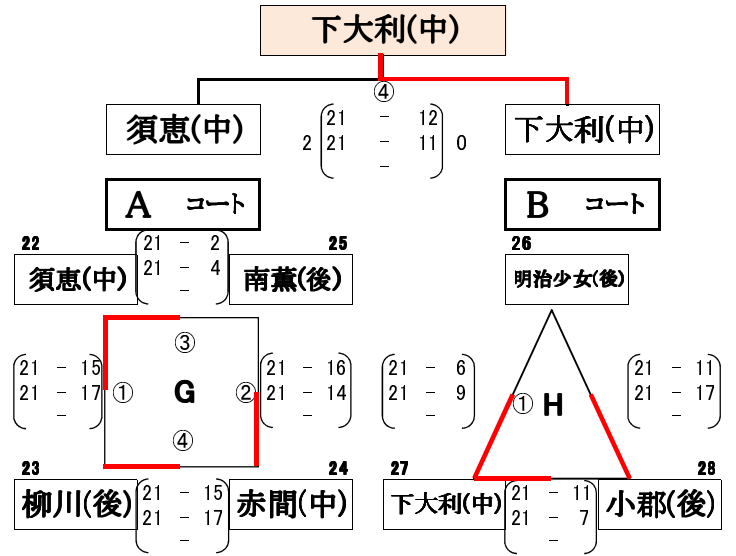 下大利(中)
④
須恵(中)
2 21 - 12 0
21 - 11
-
下大利(中)
A コート
B コート
22
21 - 2
21 - 4
-
25
26
須恵(中)
南薫(後)
明治少女(後)
③
21 - 15
21 - 17
-
①
G
②
21 - 16
21 - 14
-
④
21 - 6
21 - 9
-
①
H
21 - 11
21 - 17
-
23
21 - 15
21 - 17
-
24
27
21 - 11
21 - 7
-
28
柳川(後)
赤間(中)
下大利(中)
小郡(後)